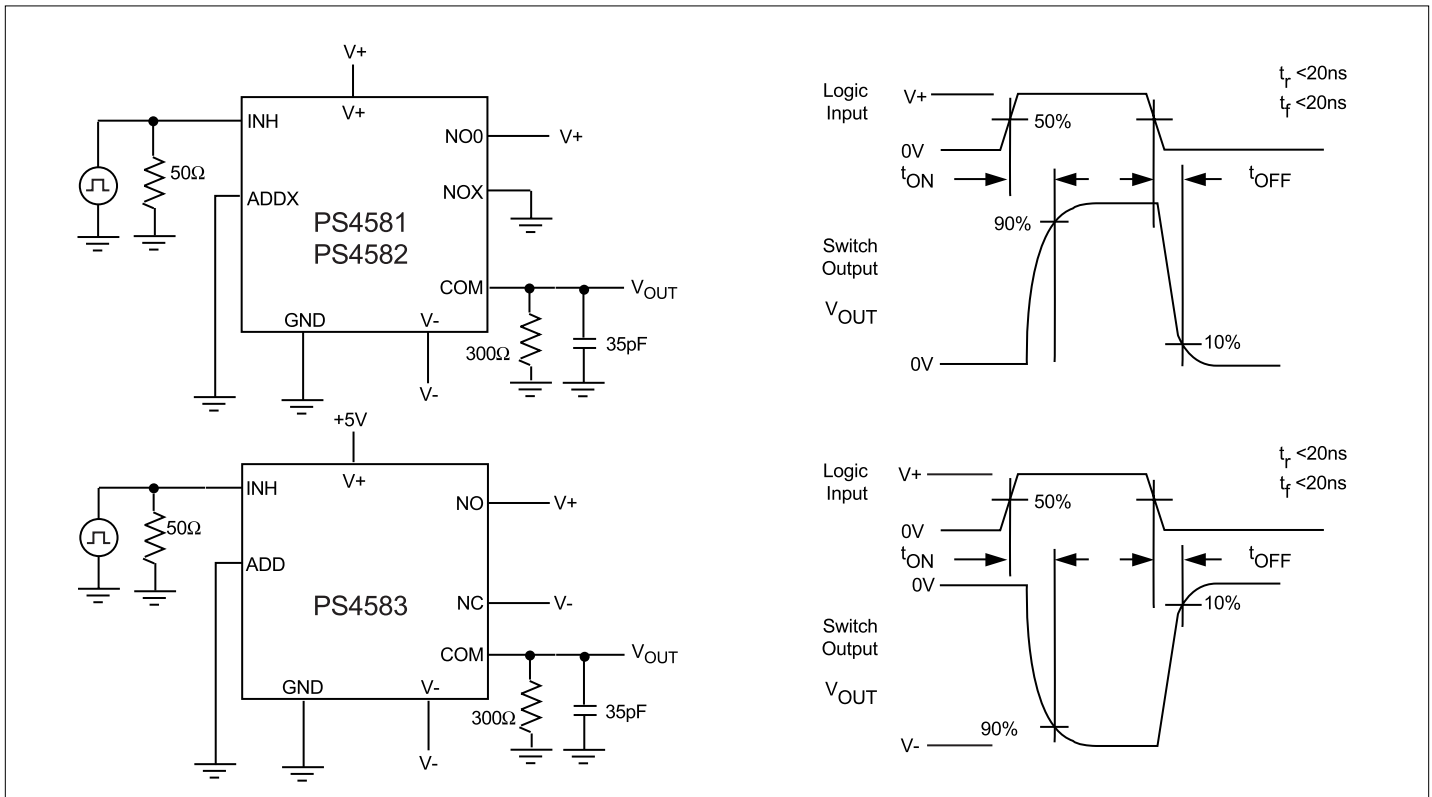 V+
V+
INH
NO0
V+
50Ω
ADDX
NOX
PS4581
PS4582
COM
VOUT
GND
V-
300Ω
35pF
V-
Logic
Input
V+
50%
tr <20ns
tf <20ns
0V
tON
tOFF
90%
Switch
Output
VOUT
10%
0V
+5V
V+
INH
NO
V+
50Ω
ADD
PS4583
NC
V-
COM
VOUT
GND
V-
300Ω
35pF
V-
Logic
Input
V+
50%
tr <20ns
tf <20ns
0V
tON
tOFF
0V
10%
Switch
Output
VOUT
90%
V-